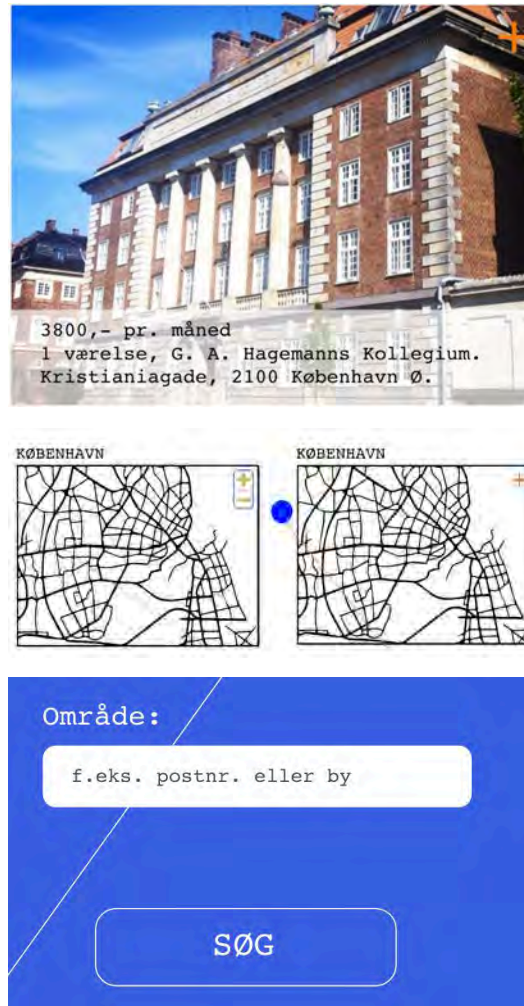 3800,- pr. måned
1 værelse, G. A. Hagemanns Kollegium.
Kristianiagade, 2100 København Ø.
KØBENHAVN
KØBENHAVN
Område:
f.eks. postnr. eller by
SØG